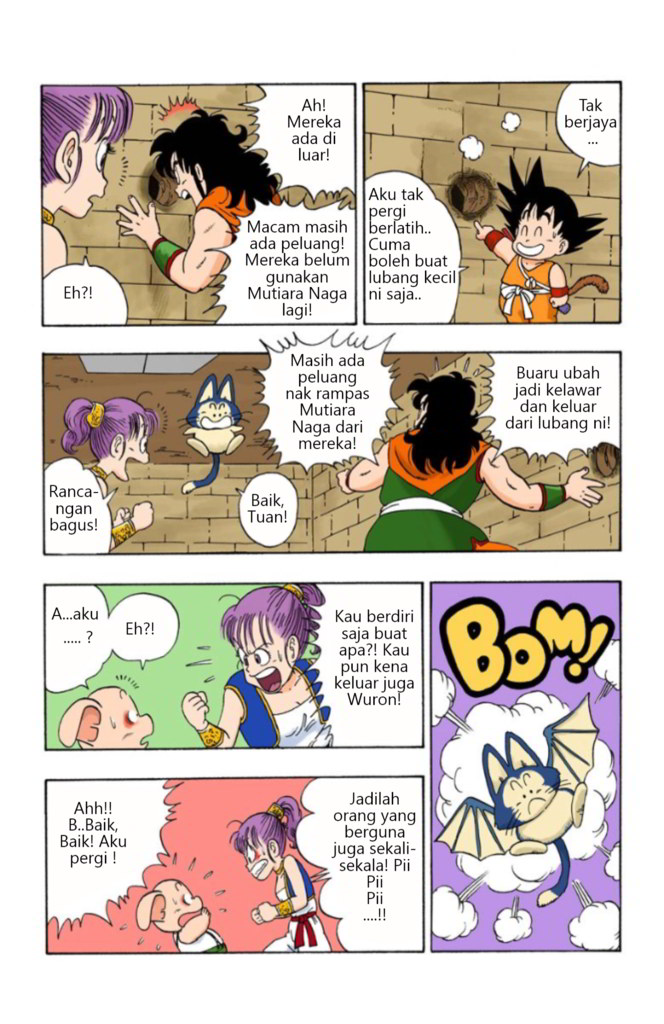 Tak
berjaya
...
Aku tak
pergi
berlatih..
Cuma
boleh buat
lubang kecil
ni saja..
Ah!
Mereka
ada di
luar!
Macam masih
ada peluang!
Mereka belum
gunakan
Mutiara Naga
lagi!
Eh?!
Buaru ubah
jadi kelawar
dan keluar
dari lubang ni!
Masih ada
peluang
nak rampas
Mutiara
Naga dari
mereka!
Baik,
Tuan!
Ranca-
ngan
bagus!
BOM!
Kau berdiri
saja buat
apa?! Kau
pun kena
keluar juga
Wuron!
Eh?!
A...aku
..... ?
Jadilah
orang yang
berguna
juga sekali-
sekala! Pii
Pii
Pii
....!!
Ahh!!
B..Baik,
Baik! Aku
pergi !